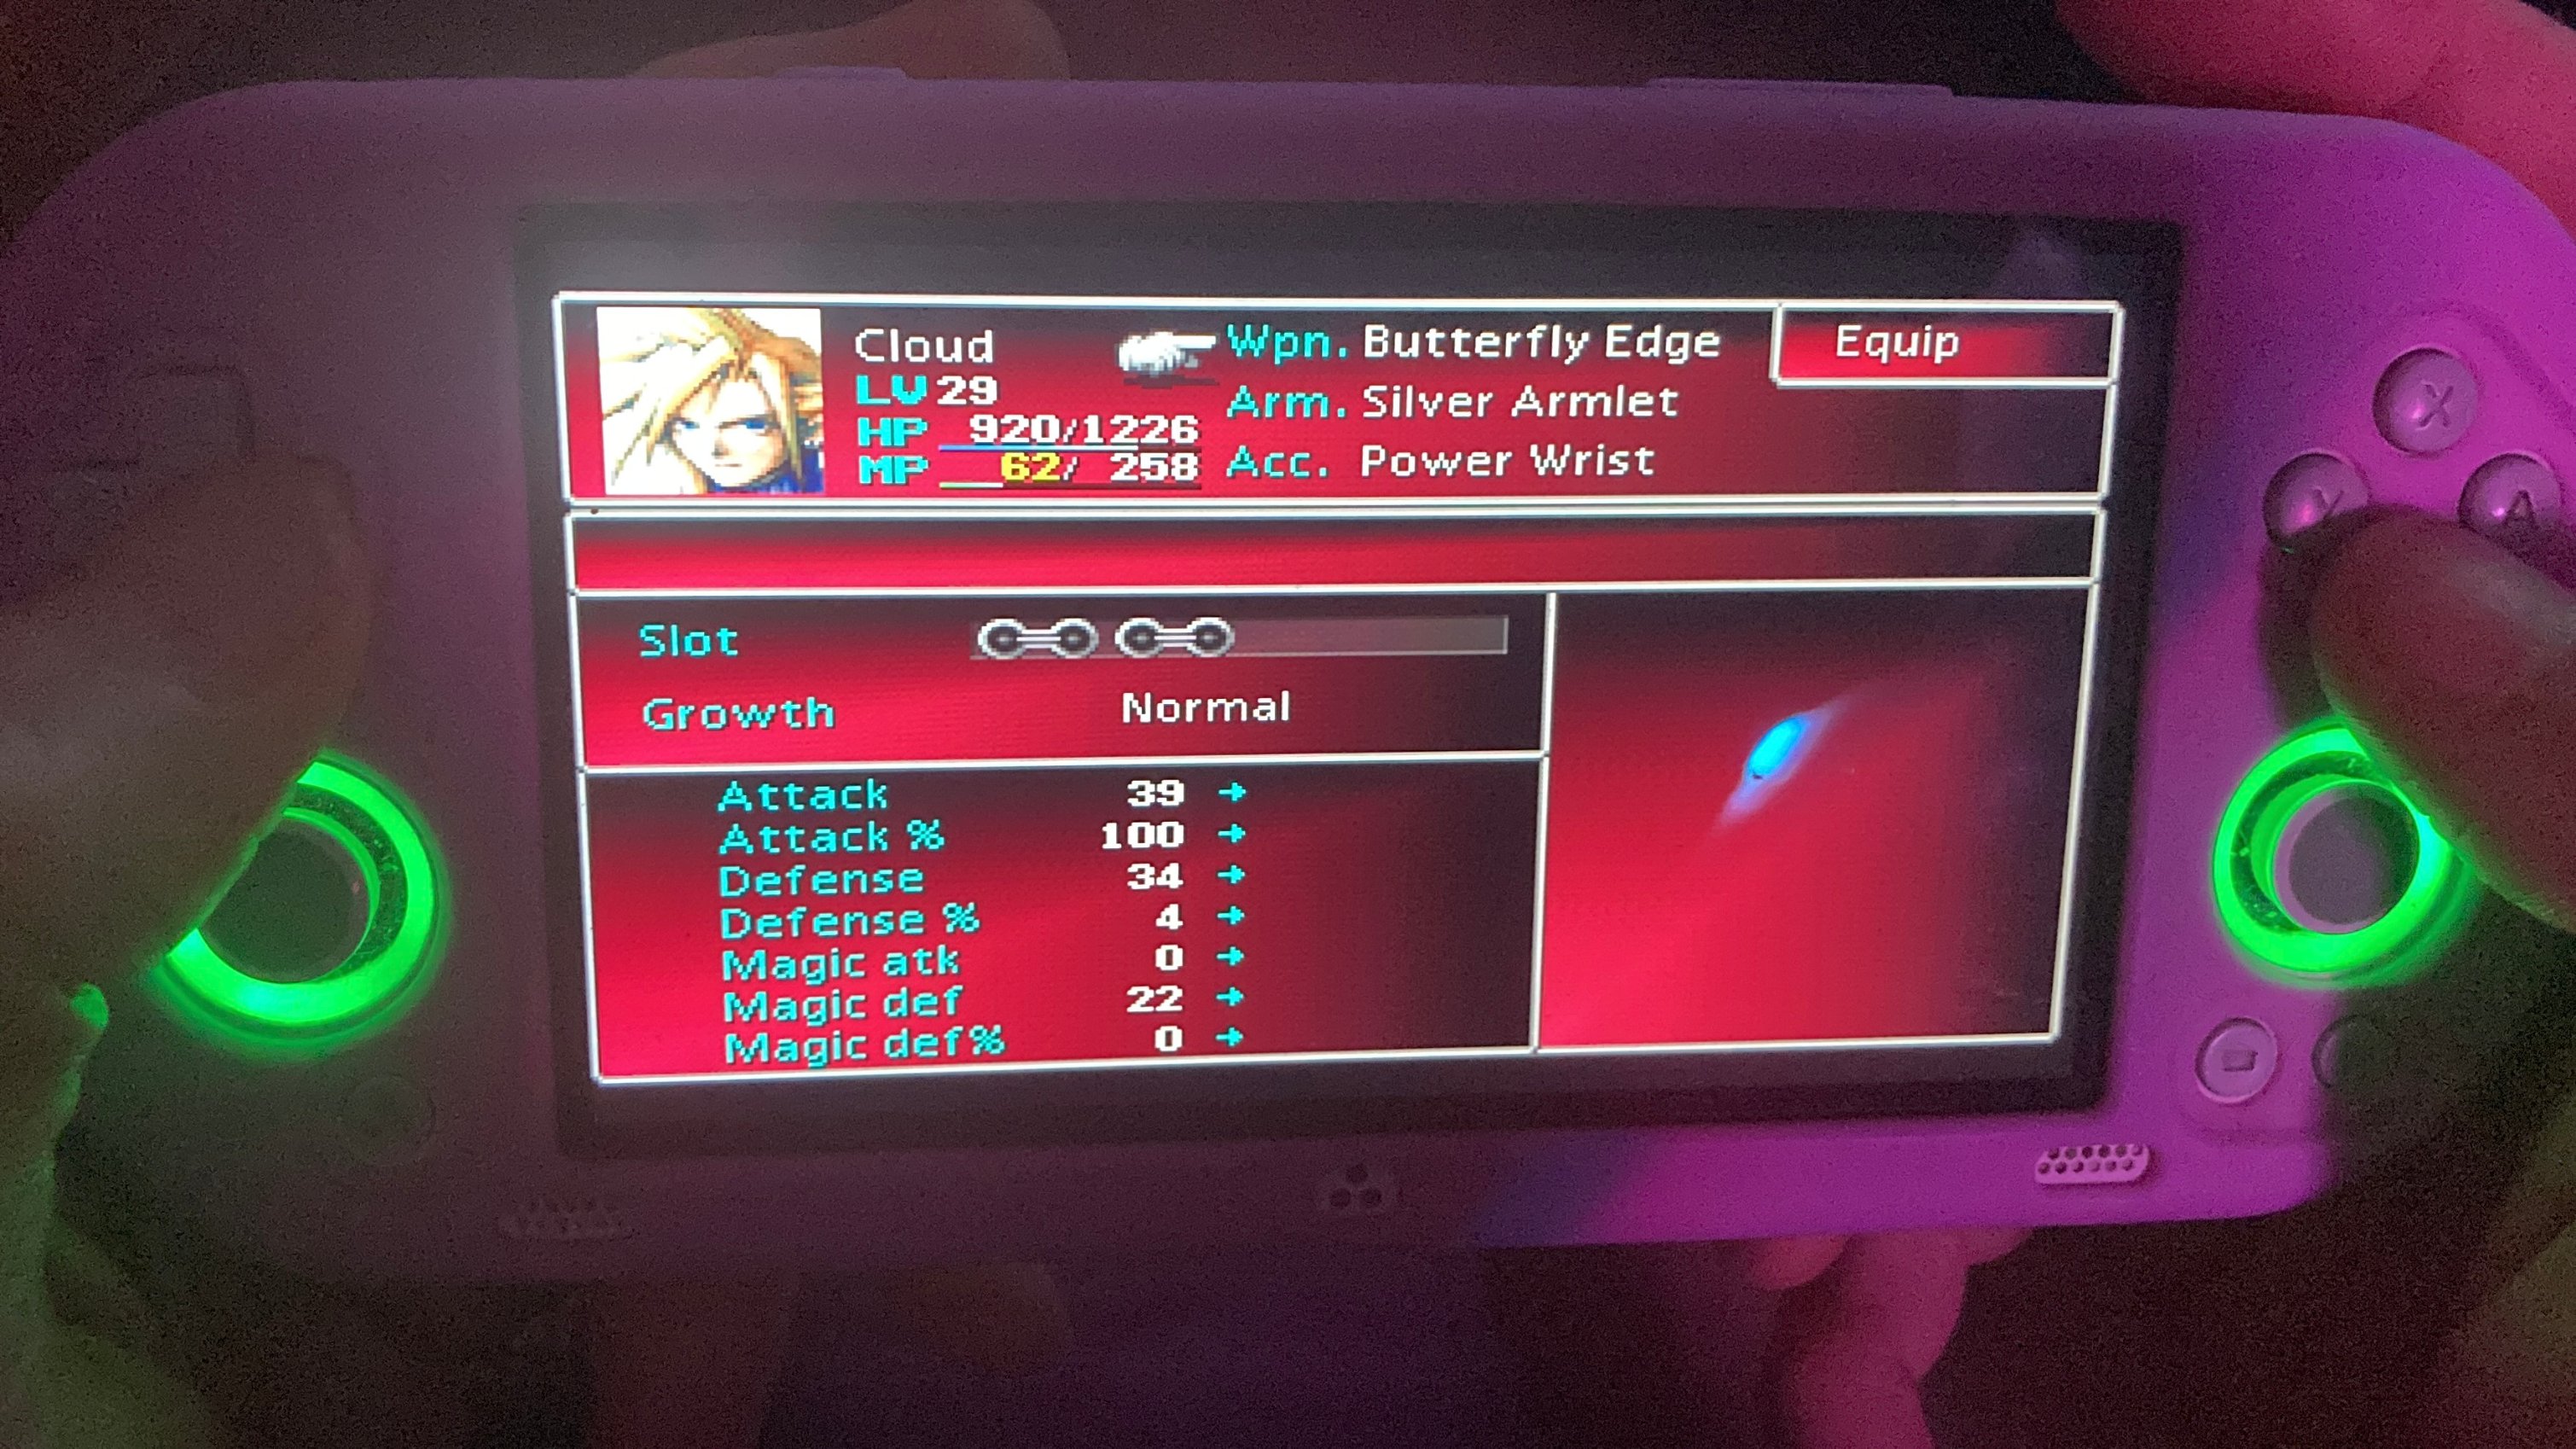 Cloud
LV 29
HP 920/1226
MP 62/ 258
Wpn. Butterfly Edge
Arm. Silver Armlet
Acc. Power Wrist
Equip
Slot
Growth Normal
Attack 39 →
Attack % 100 →
Defense 34 →
Defense % 4 →
Magic atk 0 →
Magic def 22 →
Magic def% 0 →
X
Y
A